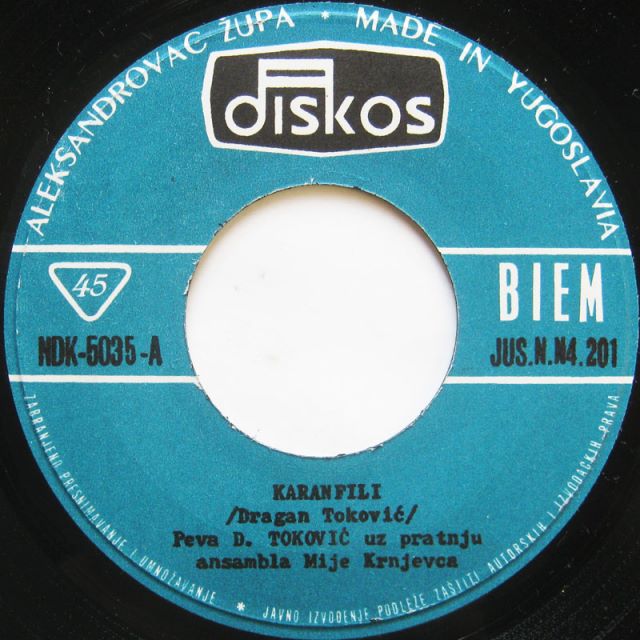 ALEKSANDROVAC ŽUPA * MADE IN YUGOSLAVIA
DISKOS
45
BIEM
NDK-5035-A
JUS.N.N4.201
KARANFILI
/Dragan Toković/
Peva D. TOKOVIĆ uz pratnju
ansambla Mije Krnjevca
ZABRANJENO PRESNIMAVANJE I UMNOŽAVANJE * JAVNO IZVOĐENJE PODLEŽE ZAŠTITI AUTORSKIH I IZVOĐAČKIH PRAVA